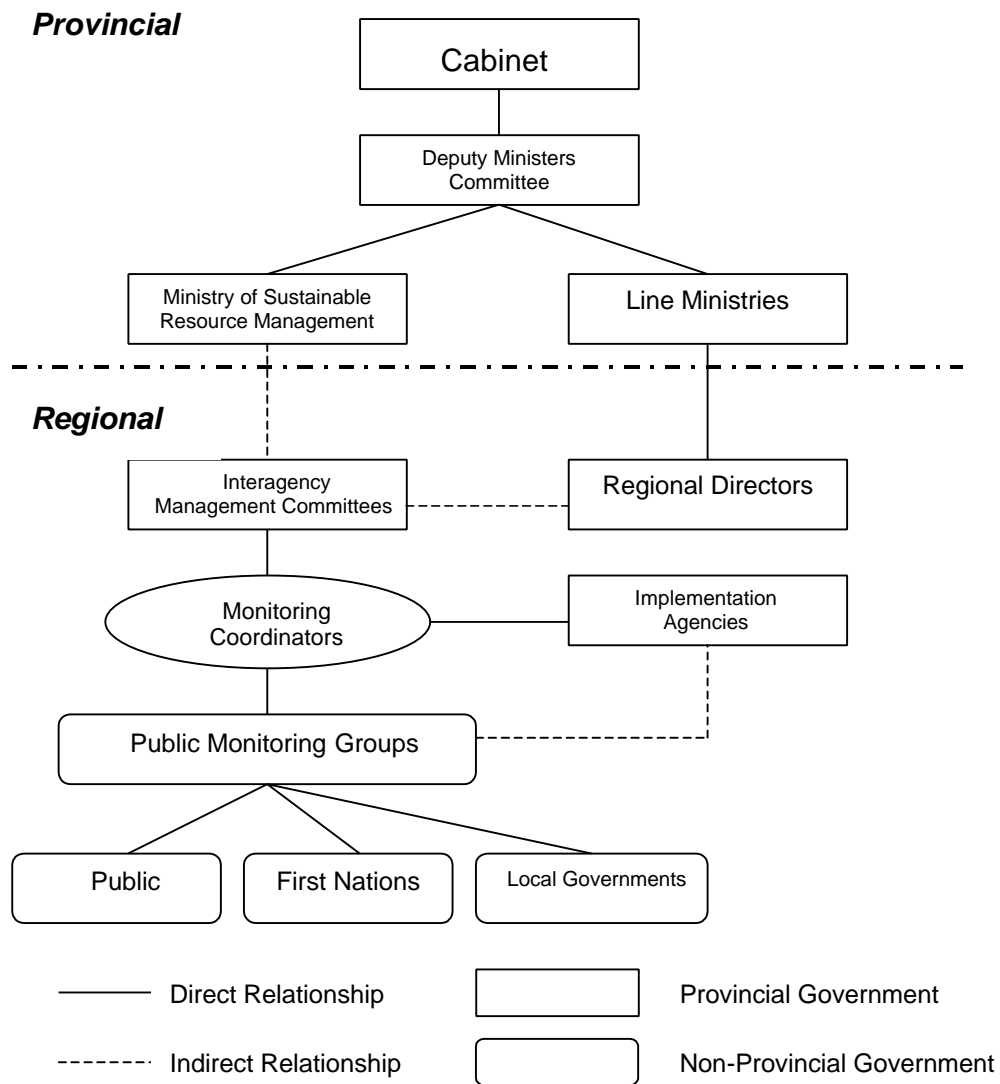 Provincial
Cabinet
Deputy Ministers
Committee
Ministry of Sustainable
Resource Management
Line Ministries
Regional
Interagency
Management Committees
Regional Directors
Monitoring
Coordinators
Implementation
Agencies
Public Monitoring Groups
Public
First Nations
Local Governments
Direct Relationship
Provincial Government
Indirect Relationship
Non-Provincial Government